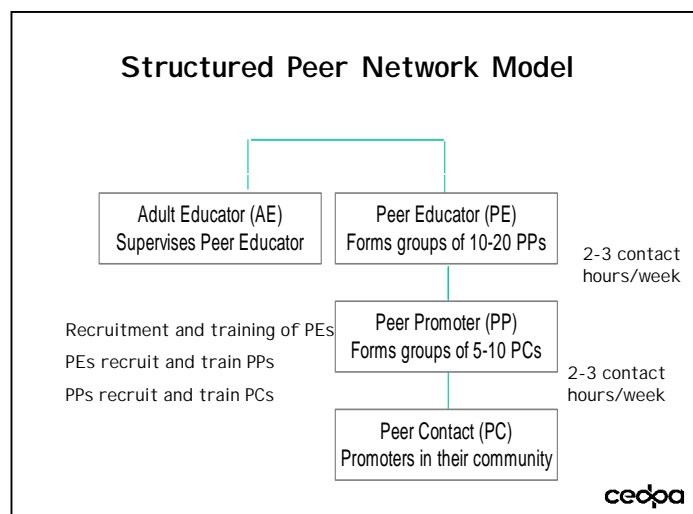 Structured Peer Network Model
Adult Educator (AE)
Supervises Peer Educator
Peer Educator (PE)
Forms groups of 10-20 PPs
2-3 contact
hours/week
Recruitment and training of PEs
PEs recruit and train PPs
PPs recruit and train PCs
Peer Promoter (PP)
Forms groups of 5-10 PCs
2-3 contact
hours/week
Peer Contact (PC)
Promoters in their community
cedpa